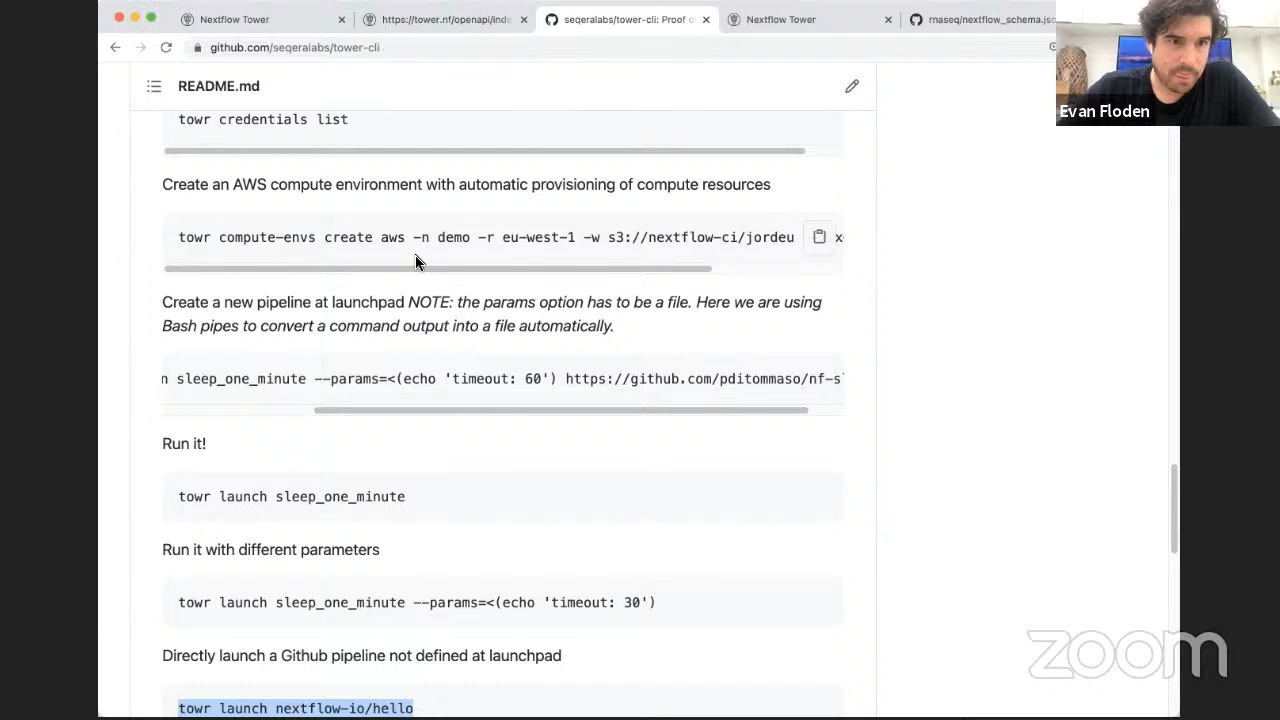 Nextflow Tower
https://tower.nf/openapi/inde
seqeralabs/tower-cli: Proof o
Nextflow Tower
rnaseq/nextflow_schema.jso
github.com/seqeralabs/tower-cli
Evan Floden
README.md
towr credentials list
Create an AWS compute environment with automatic provisioning of compute resources
towr compute-envs create aws -n demo -r eu-west-1 -w s3://nextflow-ci/jordeu x-
Create a new pipeline at launchpad NOTE: the params option has to be a file. Here we are using
Bash pipes to convert a command output into a file automatically.
n sleep_one_minute --params=<(echo 'timeout: 60') https://github.com/pditommaso/nf-sl
Run it!
towr launch sleep_one_minute
Run it with different parameters
towr launch sleep_one_minute --params=<(echo 'timeout: 30')
Directly launch a Github pipeline not defined at launchpad
towr launch nextflow-io/hello
zoom